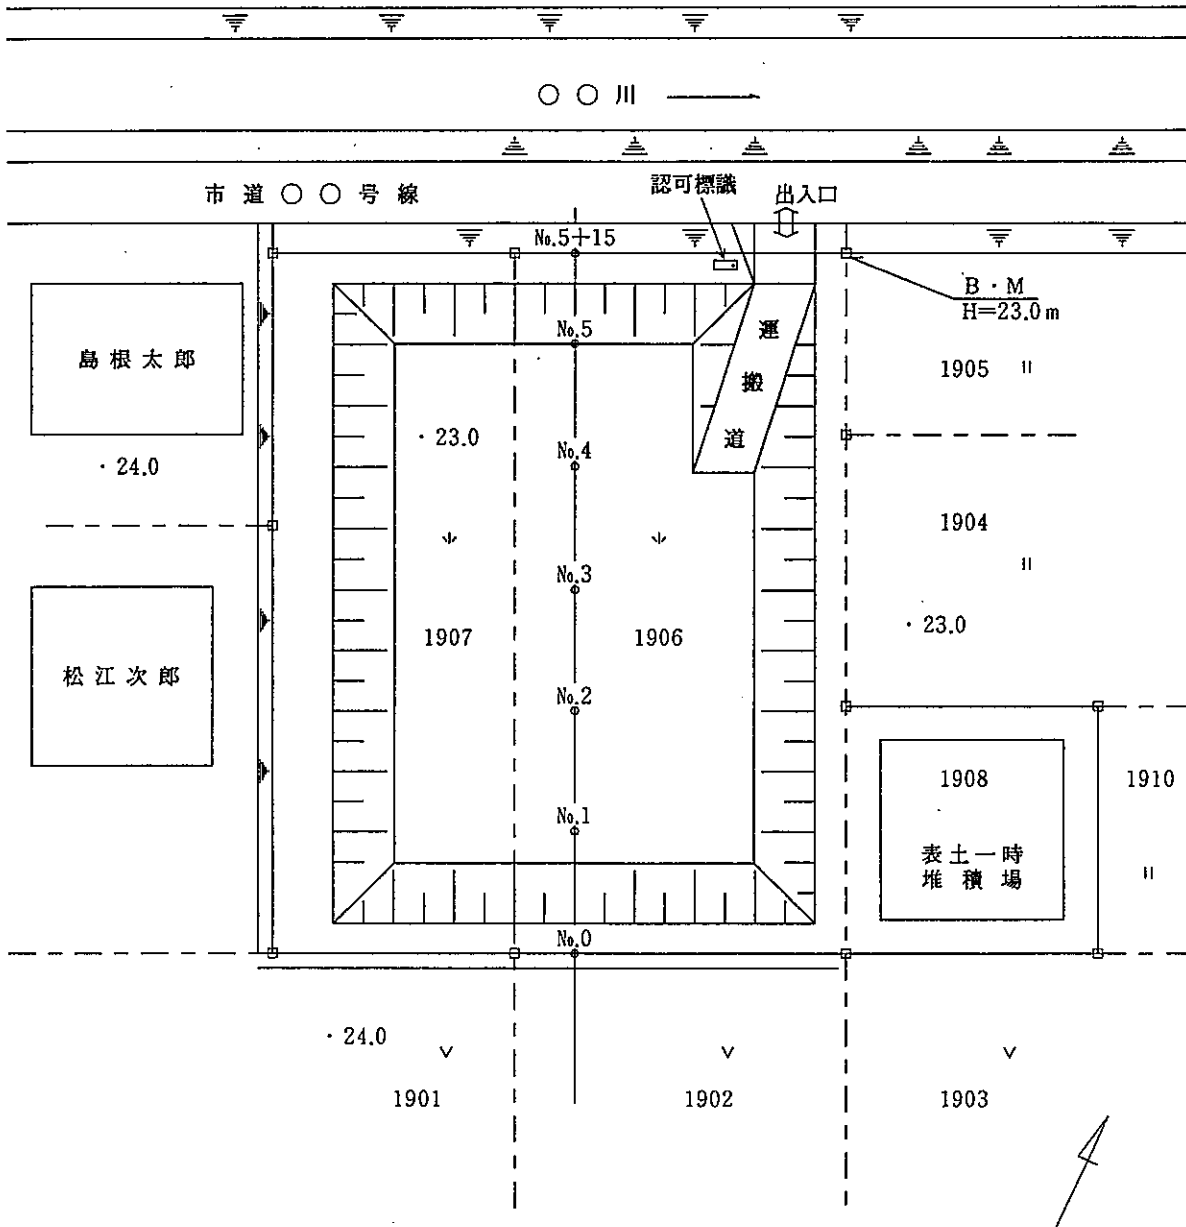 ○ ○ 川
市 道 ○ ○ 号 線
認可標識
出入口
No.5+15
B・M
H=23.0m
島 根 太 郎
No.5
運
搬
道
1905
・23.0
No.4
・24.0
1904
No.3
1907
1906
・23.0
松 江 次 郎
No.2
1908
1910
No.1
表 土 一 時
堆 積 場
No.0
・24.0
1901
1902
1903